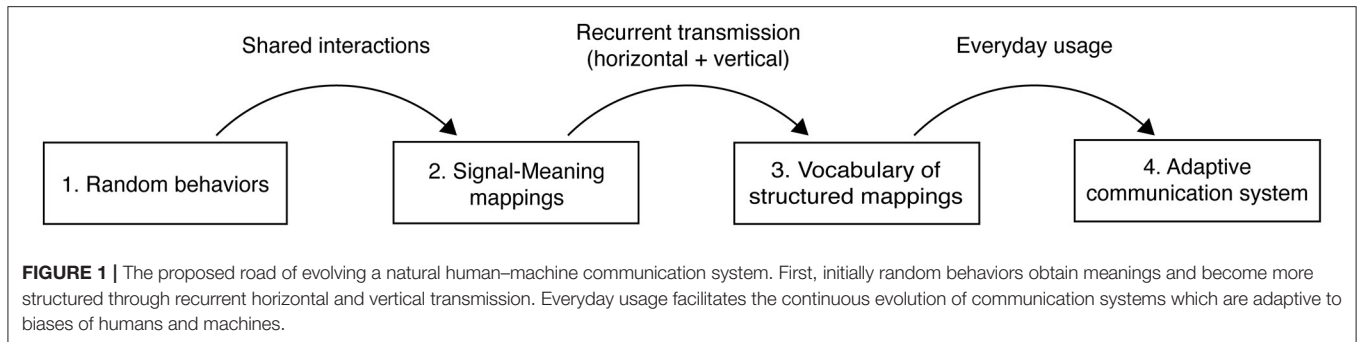 Shared interactions
Recurrent transmission
(horizontal + vertical)
Everyday usage
1. Random behaviors
2. Signal-Meaning
mappings
3. Vocabulary of
structured mappings
4. Adaptive
communication system
FIGURE 1 | The proposed road of evolving a natural human–machine communication system. First, initially random behaviors obtain meanings and become more
structured through recurrent horizontal and vertical transmission. Everyday usage facilitates the continuous evolution of communication systems which are adaptive to
biases of humans and machines.